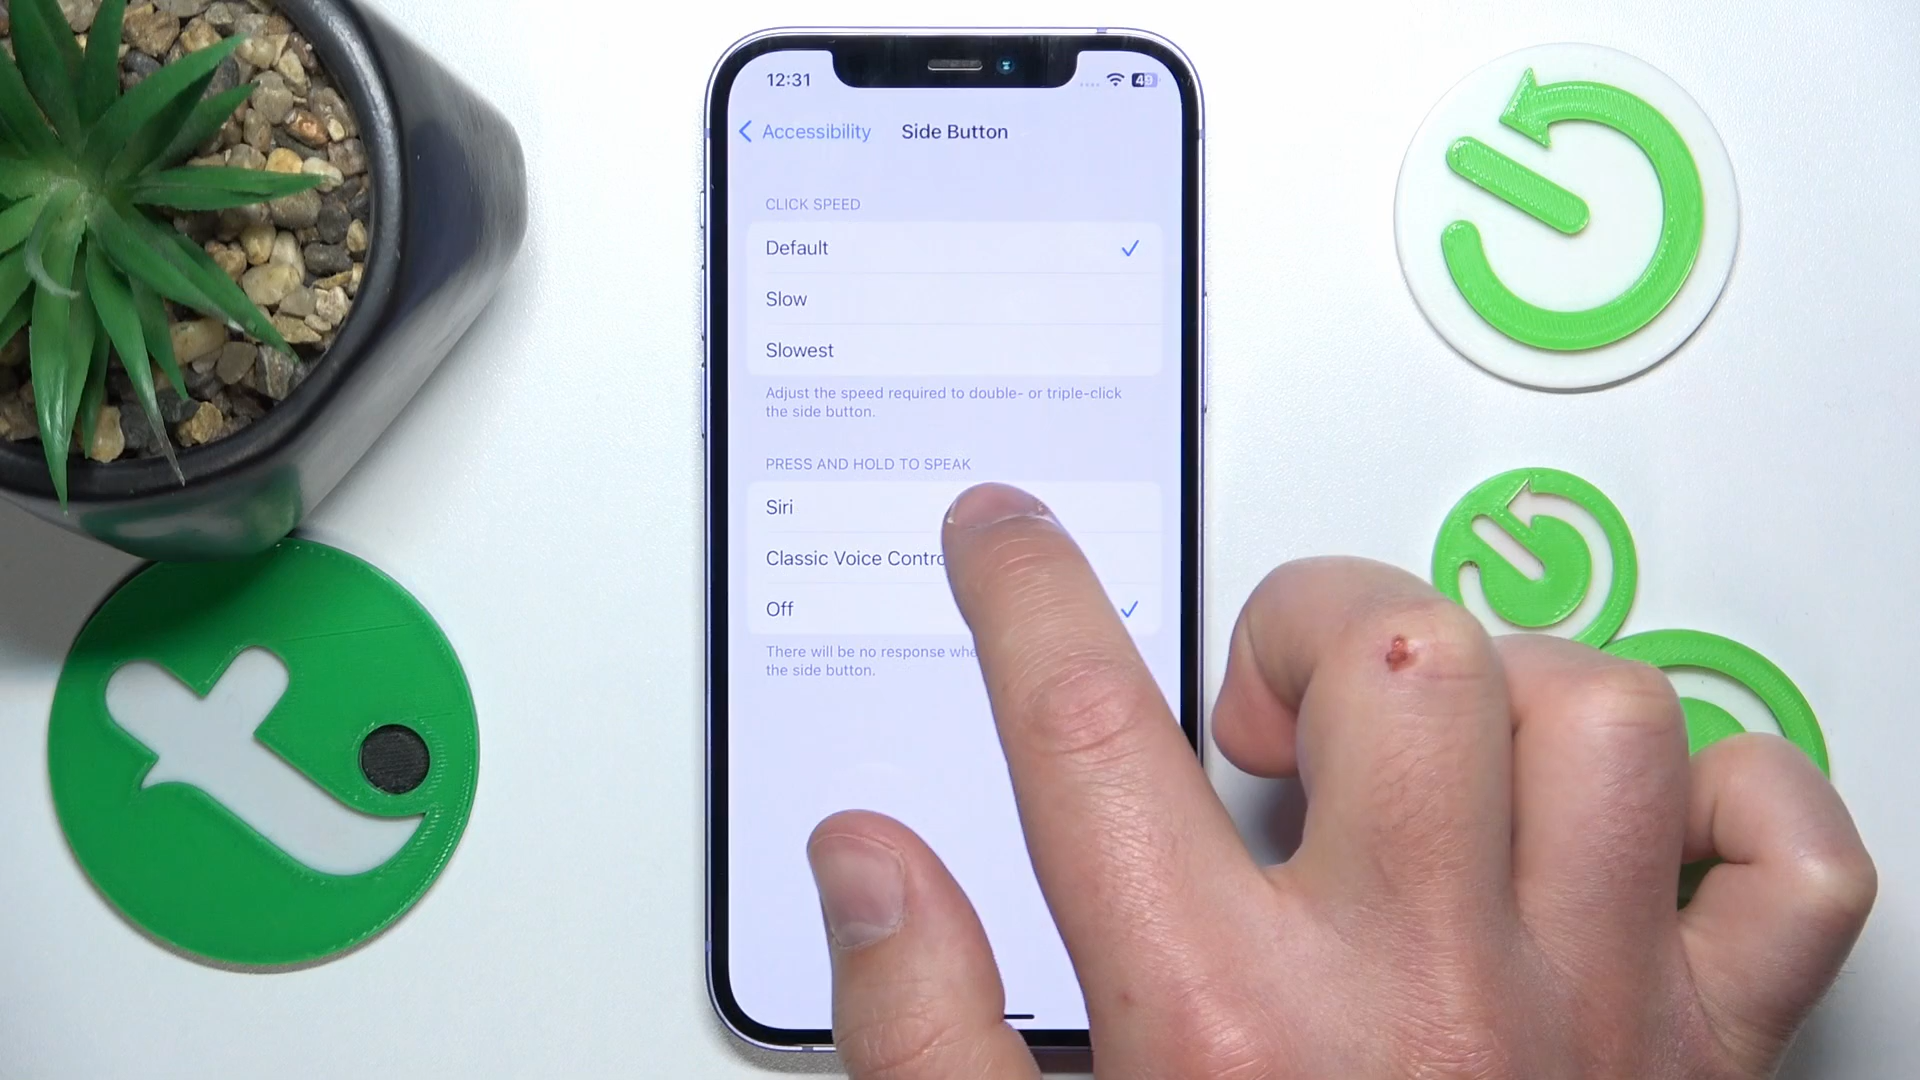 12:31
49
Accessibility
Side Button
CLICK SPEED
Default
Slow
Slowest
Adjust the speed required to double- or triple-click
the side button.
PRESS AND HOLD TO SPEAK
Siri
Classic Voice Contro
Off
There will be no response whe
the side button.